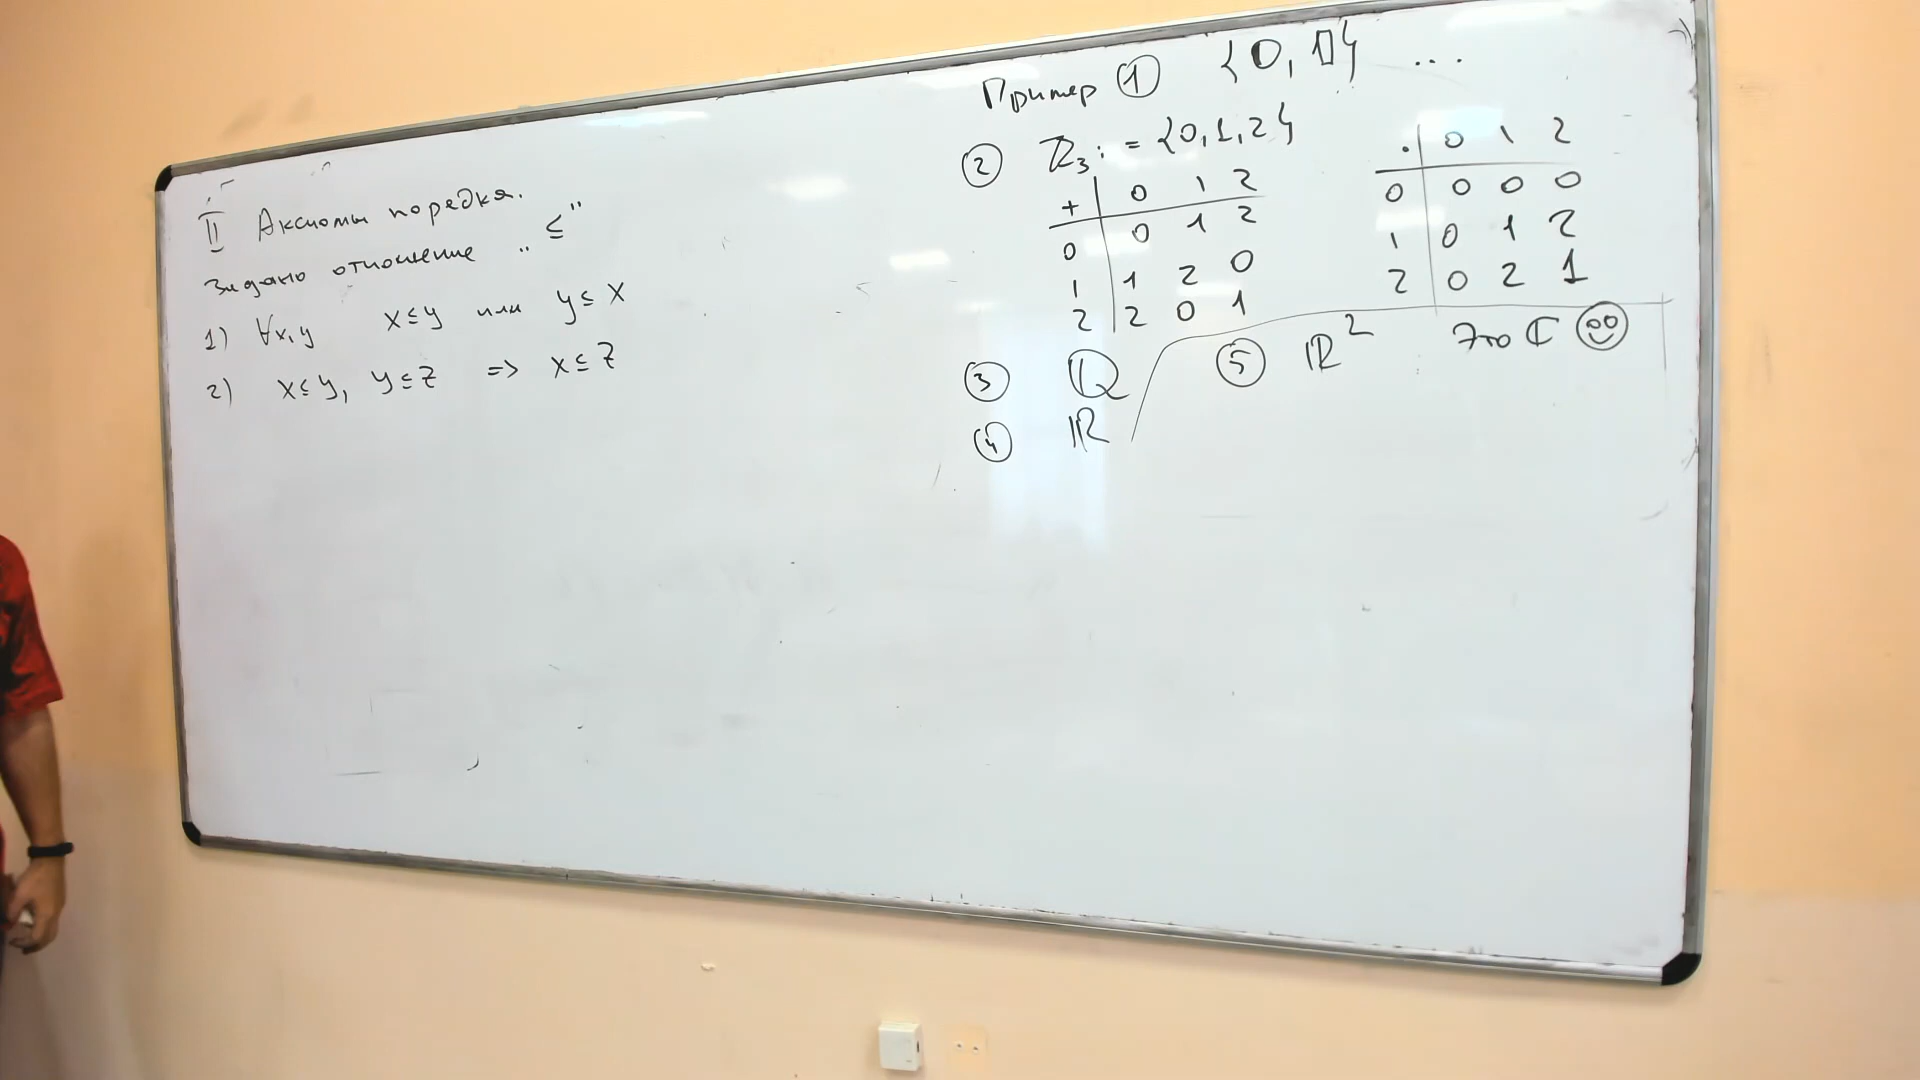 II Аксиомы порядка.
Задано отношение „≤"
1) ∀x,y x≤y или y≤x
2) x≤y, y≤z => x≤z
Пример ① {0, 1} ...
② ℤ₃ := {0,1,2}
+ | 0 1 2
0 | 0 1 2
1 | 1 2 0
2 | 2 0 1
· | 0 1 2
0 | 0 0 0
1 | 0 1 2
2 | 0 2 1
③ ℚ
④ ℝ
⑤ ℝ² Это ℂ